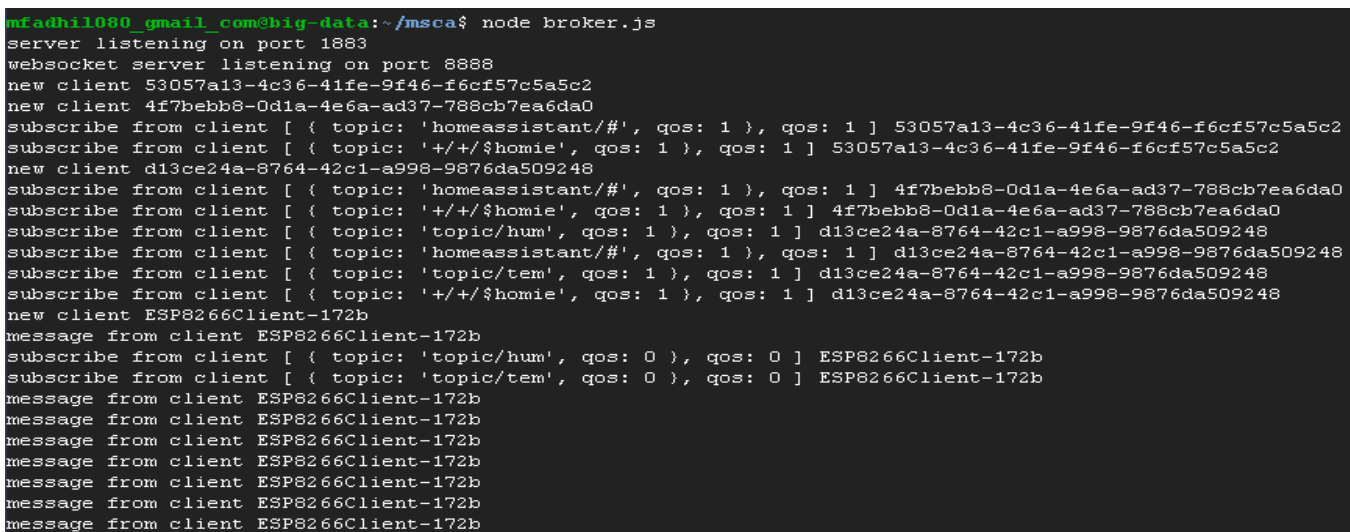 mfadhil080_gmail_com@big-data:~/msca$ node broker.js
server listening on port 1883
websocket server listening on port 8888
new client 53057a13-4c36-41fe-9f46-f6cf57c5a5c2
new client 4f7bebb8-0d1a-4e6a-ad37-788cb7ea6da0
subscribe from client [ { topic: 'homeassistant/#', qos: 1 }, qos: 1 ] 53057a13-4c36-41fe-9f46-f6cf57c5a5c2
subscribe from client [ { topic: '+/+/$homie', qos: 1 }, qos: 1 ] 53057a13-4c36-41fe-9f46-f6cf57c5a5c2
new client d13ce24a-8764-42c1-a998-9876da509248
subscribe from client [ { topic: 'homeassistant/#', qos: 1 }, qos: 1 ] 4f7bebb8-0d1a-4e6a-ad37-788cb7ea6da0
subscribe from client [ { topic: '+/+/$homie', qos: 1 }, qos: 1 ] 4f7bebb8-0d1a-4e6a-ad37-788cb7ea6da0
subscribe from client [ { topic: 'topic/hum', qos: 1 }, qos: 1 ] d13ce24a-8764-42c1-a998-9876da509248
subscribe from client [ { topic: 'homeassistant/#', qos: 1 }, qos: 1 ] d13ce24a-8764-42c1-a998-9876da509248
subscribe from client [ { topic: 'topic/tem', qos: 1 }, qos: 1 ] d13ce24a-8764-42c1-a998-9876da509248
subscribe from client [ { topic: '+/+/$homie', qos: 1 }, qos: 1 ] d13ce24a-8764-42c1-a998-9876da509248
new client ESP8266Client-172b
message from client ESP8266Client-172b
subscribe from client [ { topic: 'topic/hum', qos: 0 }, qos: 0 ] ESP8266Client-172b
subscribe from client [ { topic: 'topic/tem', qos: 0 }, qos: 0 ] ESP8266Client-172b
message from client ESP8266Client-172b
message from client ESP8266Client-172b
message from client ESP8266Client-172b
message from client ESP8266Client-172b
message from client ESP8266Client-172b
message from client ESP8266Client-172b
message from client ESP8266Client-172b